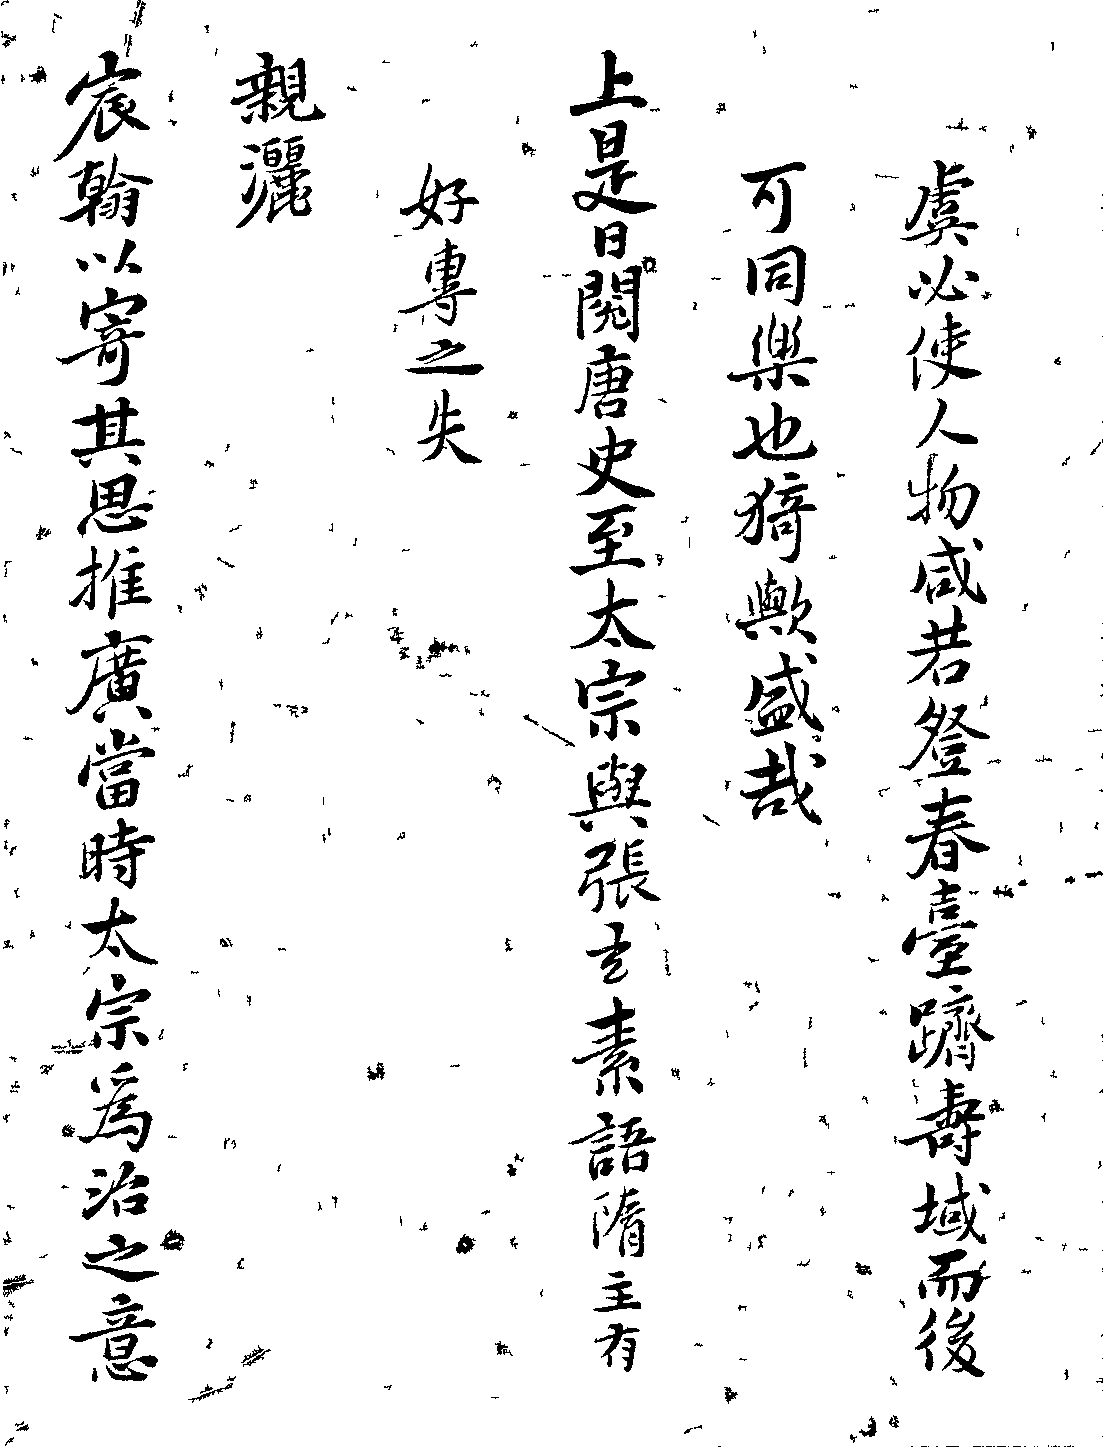 虞必使人物咸若登春臺躋壽域而後
可同樂也猗歟盛哉
上是日閱唐史至太宗與張玄素語隋主有
好專之失
親灑
宸翰以寄其思推廣當時太宗爲治之意